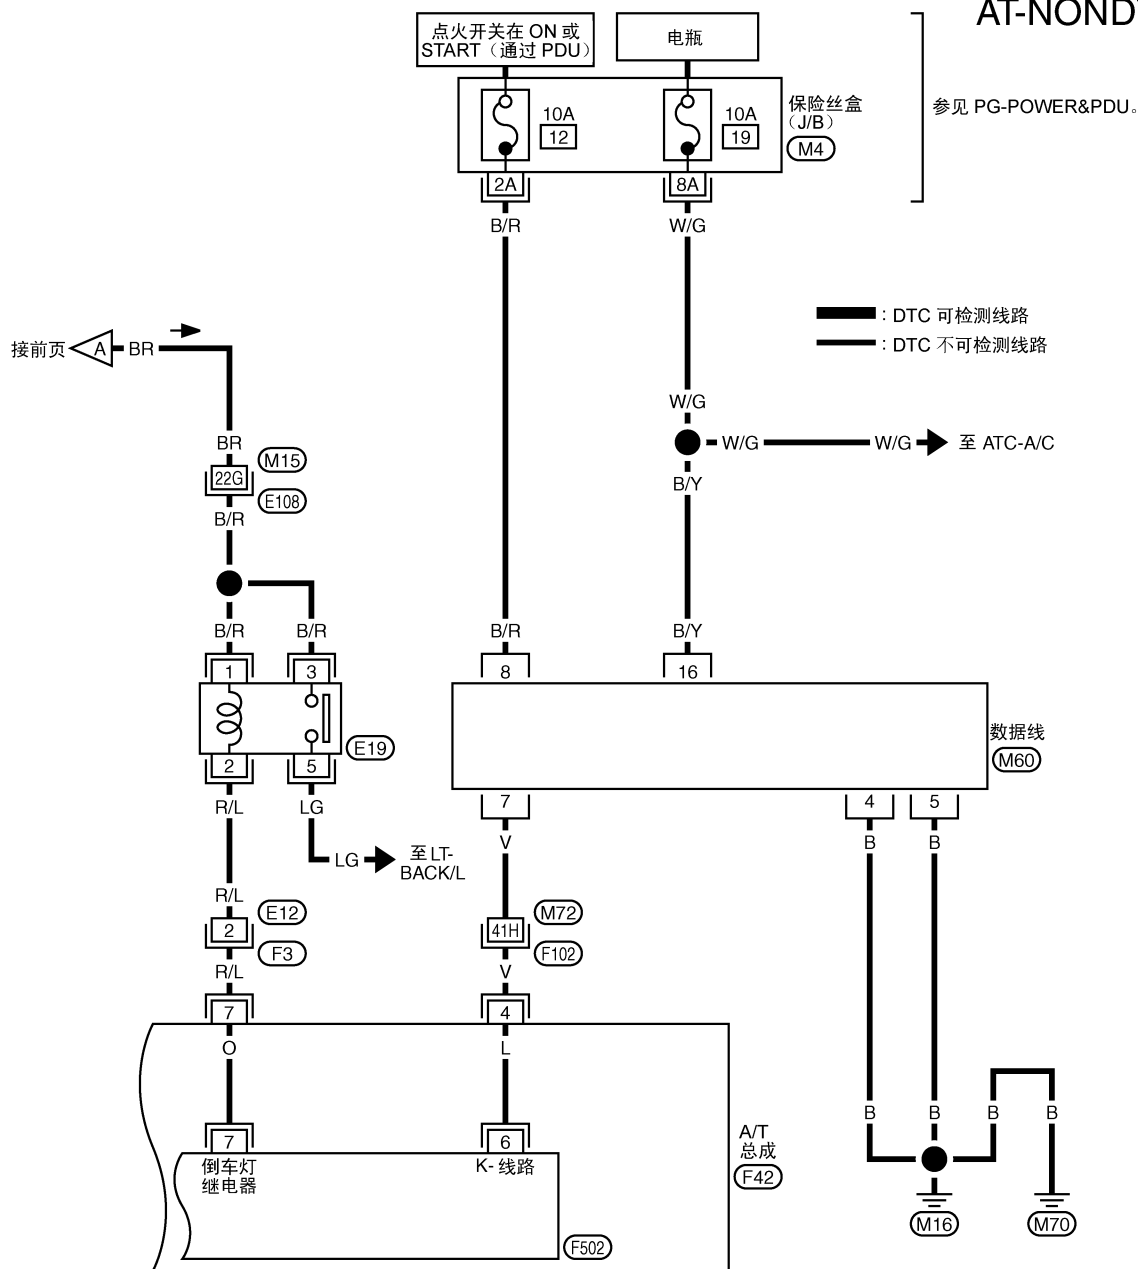 AT-NOND
点火开关在 ON 或
START（通过 PDU）
电瓶
10A
12
10A
19
保险丝盒
（J/B）
M4
参见 PG-POWER&PDU。
2A
8A
B/R
W/G
: DTC 可检测线路
: DTC 不可检测线路
接前页
A
BR
W/G
BR
W/G
W/G
至 ATC-A/C
M15
22G
B/Y
E108
B/R
B/R
B/R
B/R
B/Y
1
3
8
16
E19
数据线
M60
2
5
7
4
5
R/L
LG
V
B
B
LG
至 LT-
BACK/L
R/L
E12
M72
2
41H
F3
F102
R/L
V
7
4
O
L
B
B
B
B
7
6
A/T
总成
F42
倒车灯
继电器
K- 线路
M16
M70
F502